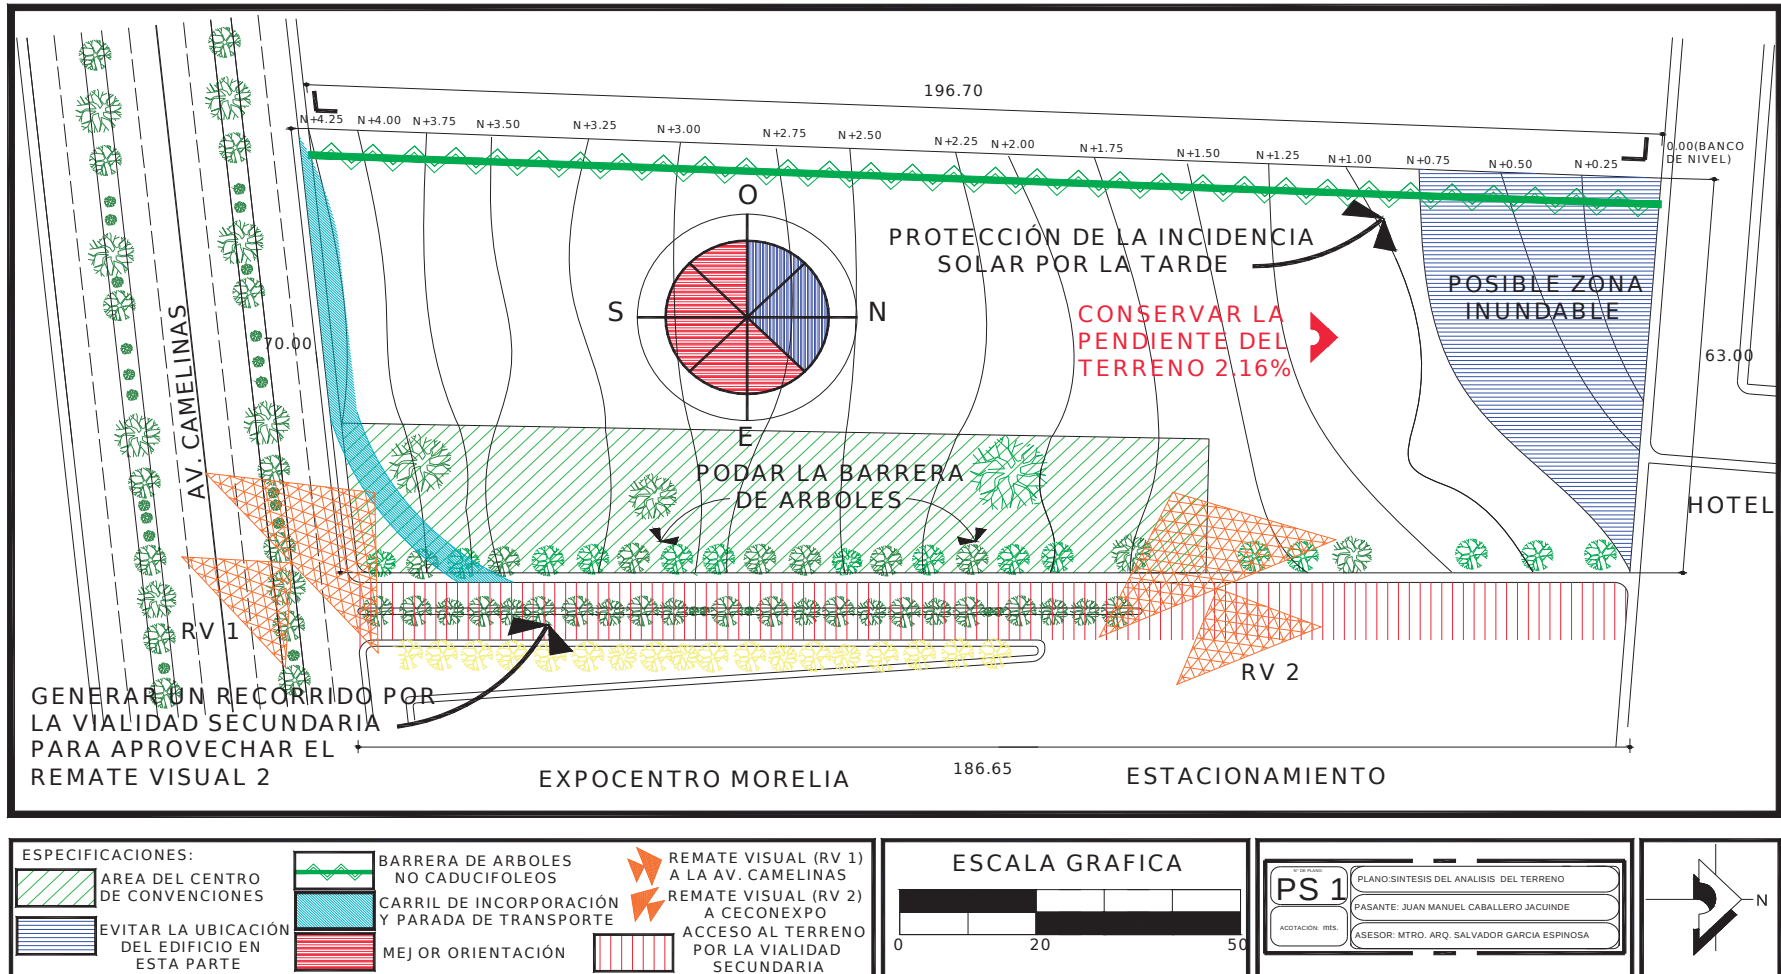 196.70
N+4.25 N+4.00 N+3.75 N+3.50 N+3.25 N+3.00 N+2.75 N+2.50 N+2.25 N+2.00 N+1.75 N+1.50 N+1.25 N+1.00 N+0.75 N+0.50 N+0.25
0.00(BANCO
DE NIVEL)
O
S
N
E
PROTECCIÓN DE LA INCIDENCIA
SOLAR POR LA TARDE
POSIBLE ZONA
INUNDABLE
CONSERVAR LA
PENDIENTE DEL
TERRENO 2.16%
70.00
63.00
AV. CAMELINAS
PODAR LA BARRERA
DE ARBOLES
HOTEL
RV 1
RV 2
GENERAR UN RECORRIDO POR
LA VIALIDAD SECUNDARIA
PARA APROVECHAR EL
REMATE VISUAL 2
186.65
EXPOCENTRO MORELIA
ESTACIONAMIENTO
ESPECIFICACIONES:
AREA DEL CENTRO
DE CONVENCIONES
EVITAR LA UBICACIÓN
DEL EDIFICIO EN
ESTA PARTE
BARRERA DE ARBOLES
NO CADUCIFOLEOS
CARRIL DE INCORPORACIÓN
Y PARADA DE TRANSPORTE
MEJOR ORIENTACIÓN
REMATE VISUAL (RV 1)
A LA AV. CAMELINAS
REMATE VISUAL (RV 2)
A CECONEXPO
ACCESO AL TERRENO
POR LA VIALIDAD
SECUNDARIA
ESCALA GRAFICA
0 20 50
N° DE PLANO:
PS 1
ACOTACIÓN: mts.
PLANO:SINTESIS DEL ANALISIS DEL TERRENO
PASANTE: JUAN MANUEL CABALLERO JACUINDE
ASESOR: MTRO. ARQ. SALVADOR GARCIA ESPINOSA
N